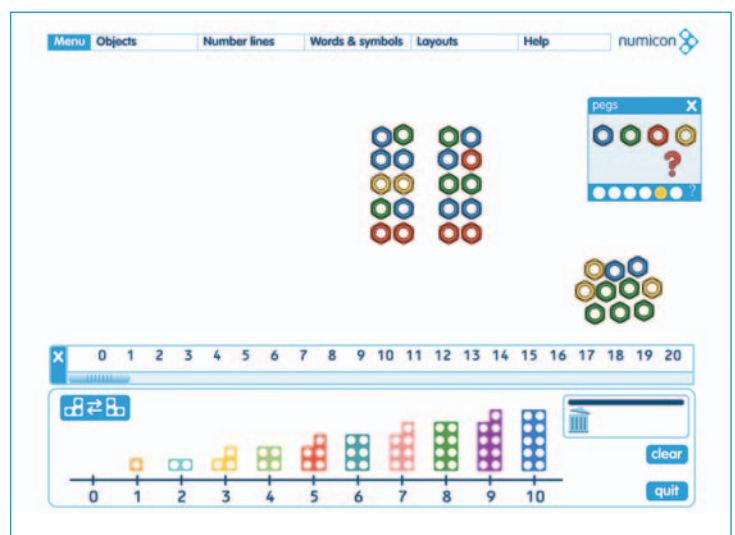 Menu Objects Number lines Words & symbols Layouts Help numicon
pegs X
?
?
X 0 1 2 3 4 5 6 7 8 9 10 11 12 13 14 15 16 17 18 19 20
clear
0 1 2 3 4 5 6 7 8 9 10
quit